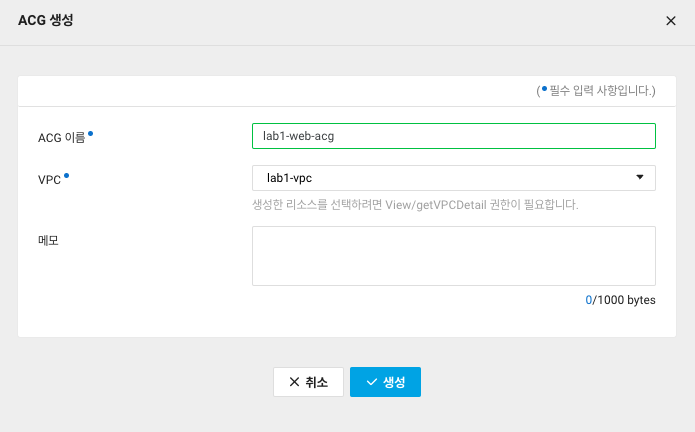 ACG 생성
(•필수 입력 사항입니다.)
ACG 이름•
lab1-web-acg
VPC•
lab1-vpc
생성한 리소스를 선택하려면 View/getVPCDetail 권한이 필요합니다.
메모
0/1000 bytes
취소
생성